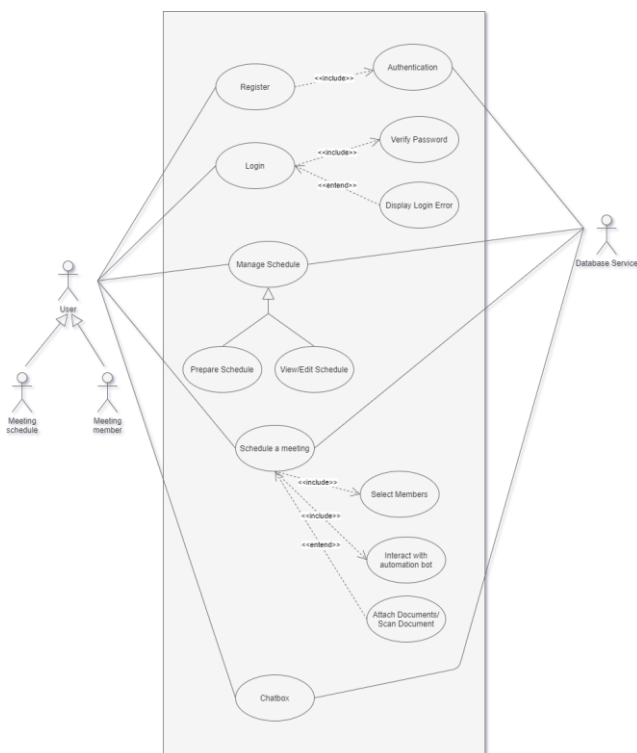 Authentication
<<include>>
Register
Verify Password
<<include>>
Login
<<entend>>
Display Login Error
Database Service
Manage Schedule
User
Prepare Schedule
View/Edit Schedule
Meeting
schedule
Meeting
member
Schedule a meeting
<<include>>
Select Members
<<include>>
<<entend>>
Interact with
automation bot
Attach Documents/
Scan Document
Chatbox